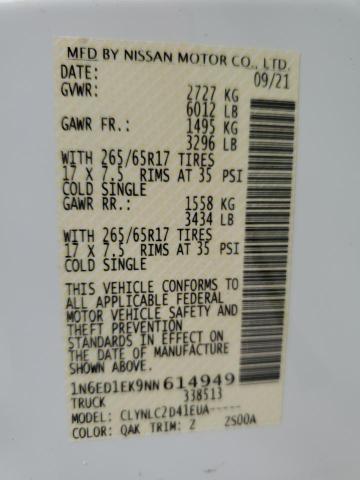 MFD BY NISSAN MOTOR CO., LTD.
DATE: 09/21
GVWR: 2727 KG
6012 LB
GAWR FR.: 1495 KG
3296 LB
WITH 265/65R17 TIRES
17 X 7.5 RIMS AT 35 PSI
COLD SINGLE
GAWR RR.: 1558 KG
3434 LB
WITH 265/65R17 TIRES
17 X 7.5 RIMS AT 35 PSI
COLD SINGLE
THIS VEHICLE CONFORMS TO
ALL APPLICABLE FEDERAL
MOTOR VEHICLE SAFETY AND
THEFT PREVENTION
STANDARDS IN EFFECT ON
THE DATE OF MANUFACTURE
SHOWN ABOVE.
1N6ED1EK9NN614949
TRUCK 338513
MODEL: CLYNLC2D41EUA-----
COLOR: QAK TRIM: Z ZS00A